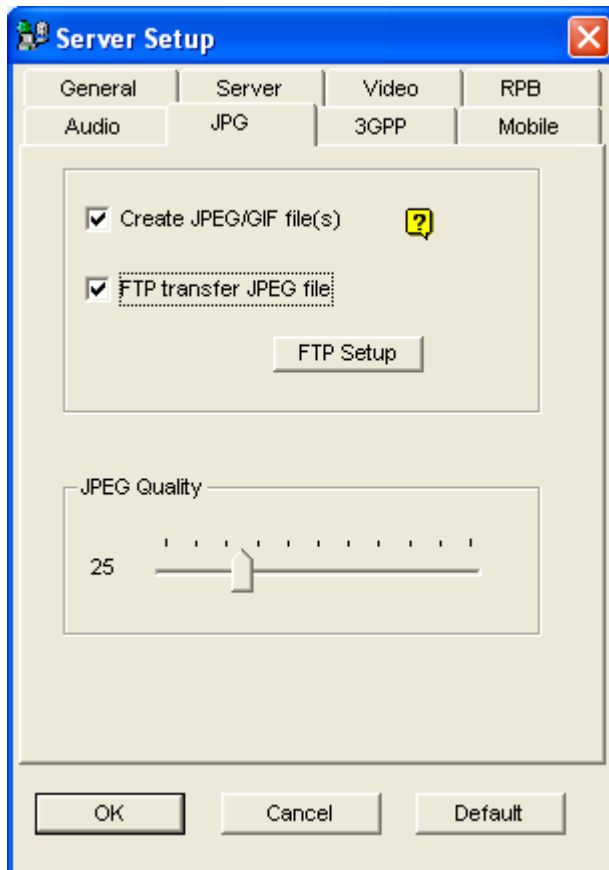 Server Setup
General Server Video RPB
Audio JPG 3GPP Mobile
Create JPEG/GIF file(s) ?
FTP transfer JPEG file
FTP Setup
JPEG Quality
25
OK Cancel Default